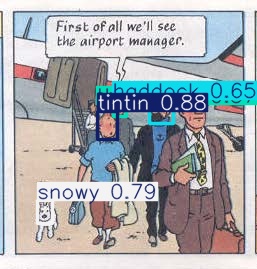 First of all we'll see
the airport manager.
haddock 0.65
tintin 0.88
snowy 0.79